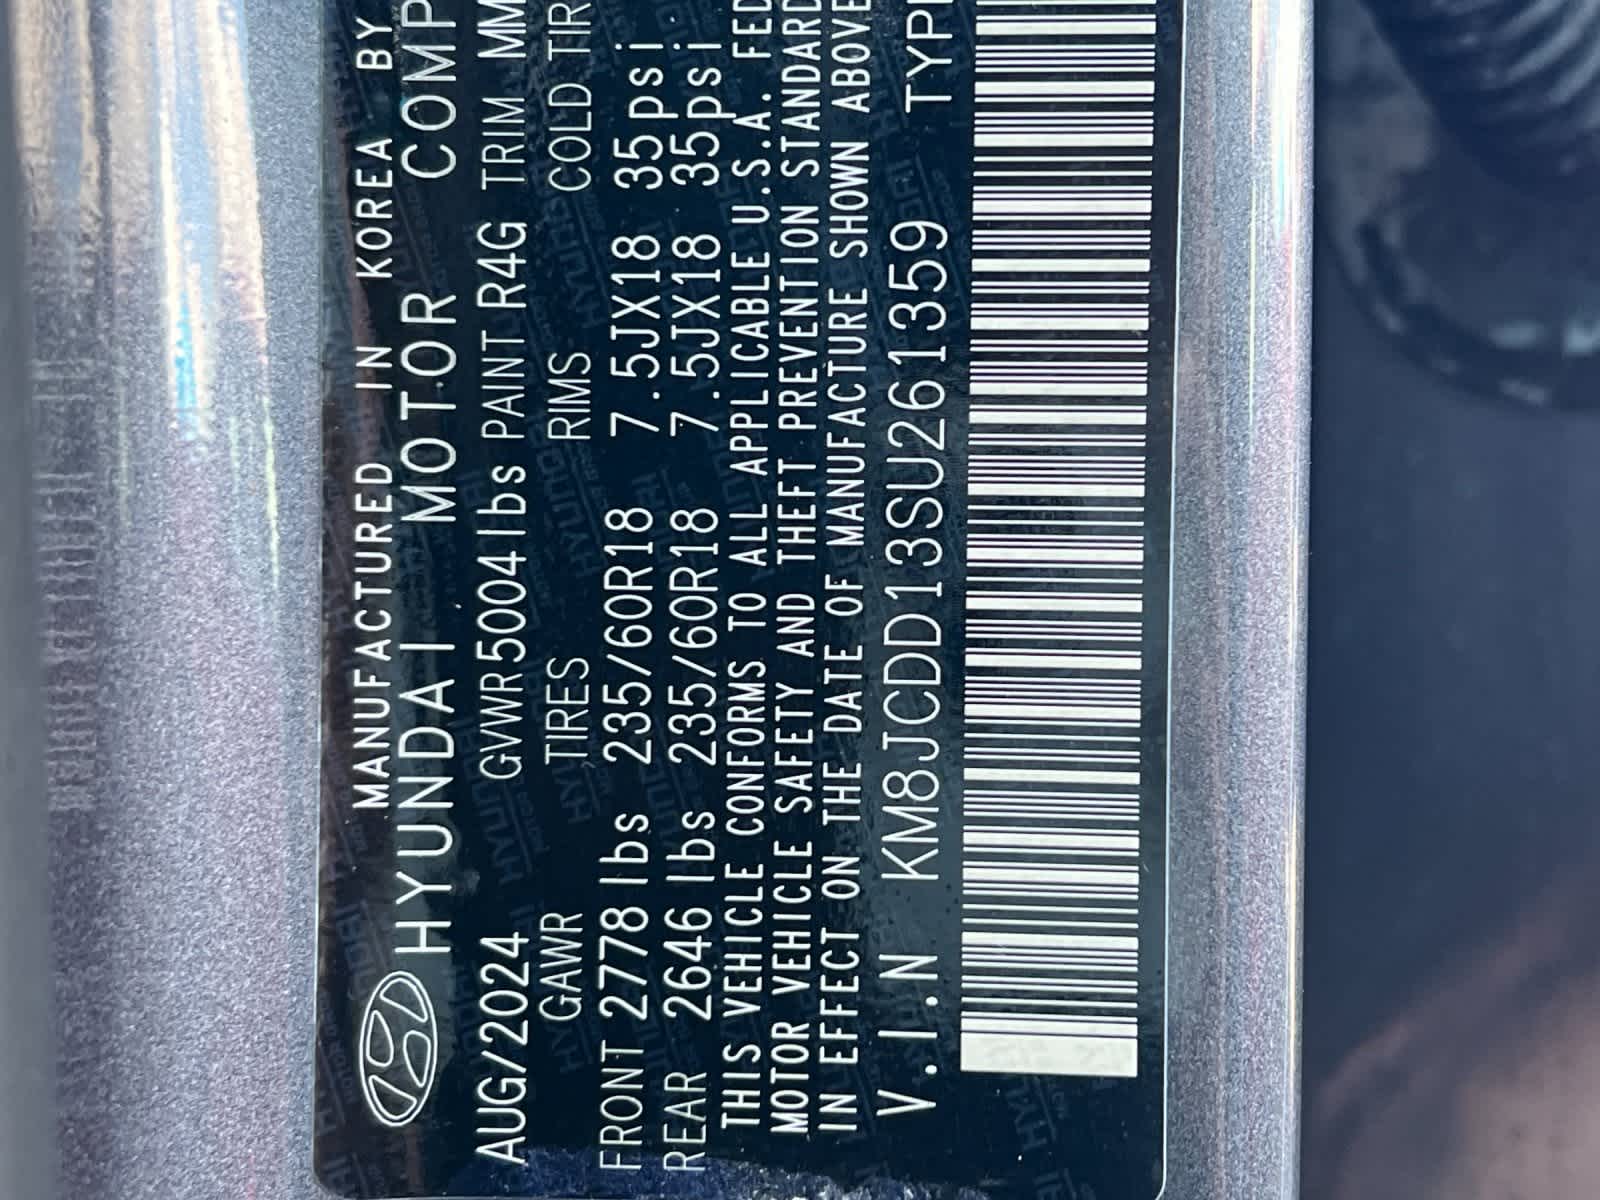 MANUFACTURED IN KOREA BY
HYUNDAI MOTOR COMP
AUG/2024 GVWR5004lbs PAINT R4G TRIM MM
GAWR TIRES RIMS COLD TIR
FRONT 2778 lbs 235/60R18 7.5JX18 35psi
REAR 2646 lbs 235/60R18 7.5JX18 35psi
THIS VEHICLE CONFORMS TO ALL APPLICABLE U.S.A. FED
MOTOR VEHICLE SAFETY AND THEFT PREVENTION STANDARD
IN EFFECT ON THE DATE OF MANUFACTURE SHOWN ABOVE
V.I.N KM8JCDD13SU261359 TYP